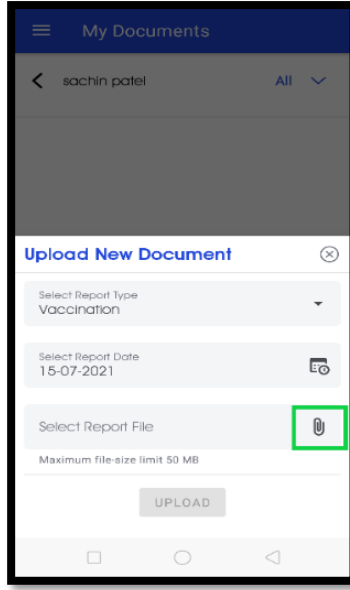 My Documents
sachin patel All
Upload New Document
Select Report Type
Vaccination
Select Report Date
15-07-2021
Select Report File
Maximum file-size limit 50 MB
UPLOAD